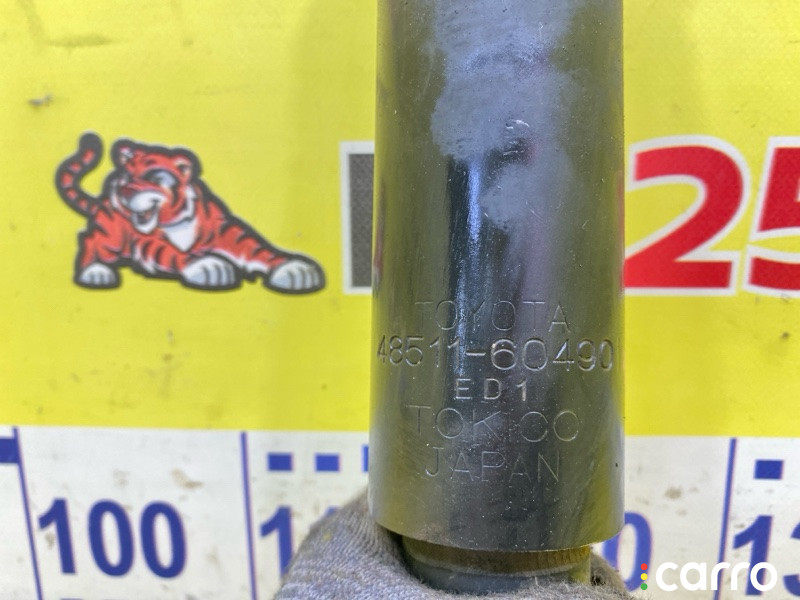 25
TOYOTA
48511-60490
ED1
TOKICO
JAPAN
100
carro